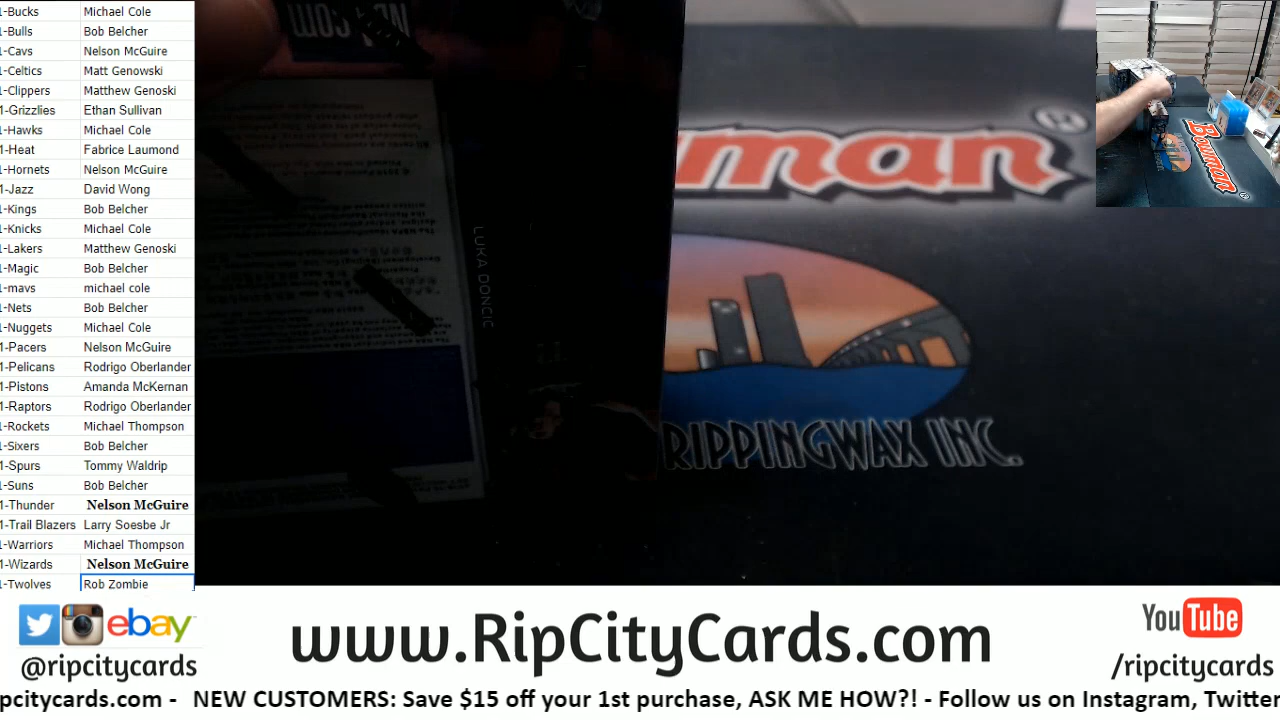 1-Bucks Michael Cole
1-Bulls Bob Belcher
1-Cavs Nelson McGuire
1-Celtics Matt Genowski
1-Clippers Matthew Genoski
1-Grizzlies Ethan Sullivan
1-Hawks Michael Cole
1-Heat Fabrice Laumond
1-Hornets Nelson McGuire
1-Jazz David Wong
1-Kings Bob Belcher
1-Knicks Michael Cole
1-Lakers Matthew Genoski
1-Magic Bob Belcher
1-mavs michael cole
1-Nets Bob Belcher
1-Nuggets Michael Cole
1-Pacers Nelson McGuire
1-Pelicans Rodrigo Oberlander
1-Pistons Amanda McKernan
1-Raptors Rodrigo Oberlander
1-Rockets Michael Thompson
1-Sixers Bob Belcher
1-Spurs Tommy Waldrip
1-Suns Bob Belcher
1-Thunder Nelson McGuire
1-Trail Blazers Larry Soesbe Jr
1-Warriors Michael Thompson
1-Wizards Nelson McGuire
1-Twolves Rob Zombie
LUKA DONCIC
wman ®
RIPPINGWAX INC.
Bowman ®
ebay
@ripcitycards
www.RipCityCards.com
YouTube
/ripcitycards
pcitycards.com - NEW CUSTOMERS: Save $15 off your 1st purchase, ASK ME HOW?! - Follow us on Instagram, Twitter